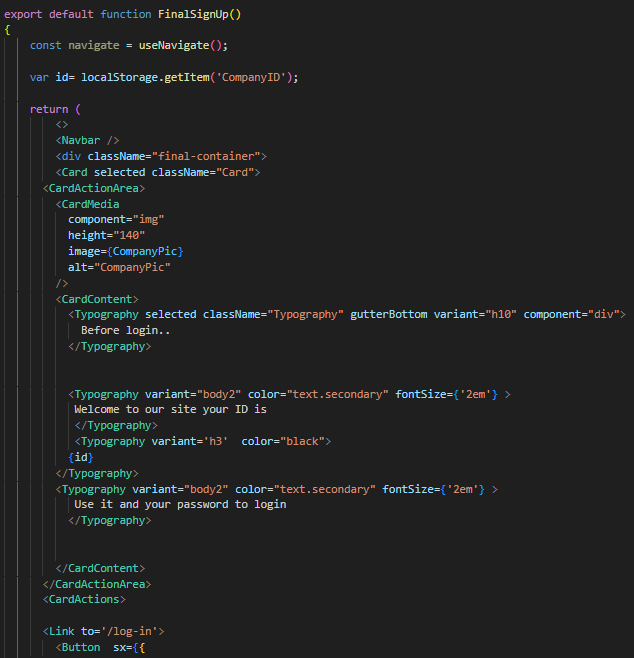 export default function FinalSignUp()
{
const navigate = useNavigate();
var id= localStorage.getItem('CompanyID');
return (
<>
<Navbar />
<div className="final-container">
<Card selected className="Card">
<CardActionArea>
<CardMedia
component="img"
height="140"
image={CompanyPic}
alt="CompanyPic"
/>
<CardContent>
<Typography selected className="Typography" gutterBottom variant="h10" component="div">
Before login..
</Typography>
<Typography variant="body2" color="text.secondary" fontSize={'2em'} >
Welcome to our site your ID is
</Typography>
<Typography variant='h3'  color="black">
{id}
</Typography>
<Typography variant="body2" color="text.secondary" fontSize={'2em'} >
Use it and your password to login
</Typography>
</CardContent>
</CardActionArea>
<CardActions>
<Link to='/log-in'>
<Button  sx={{